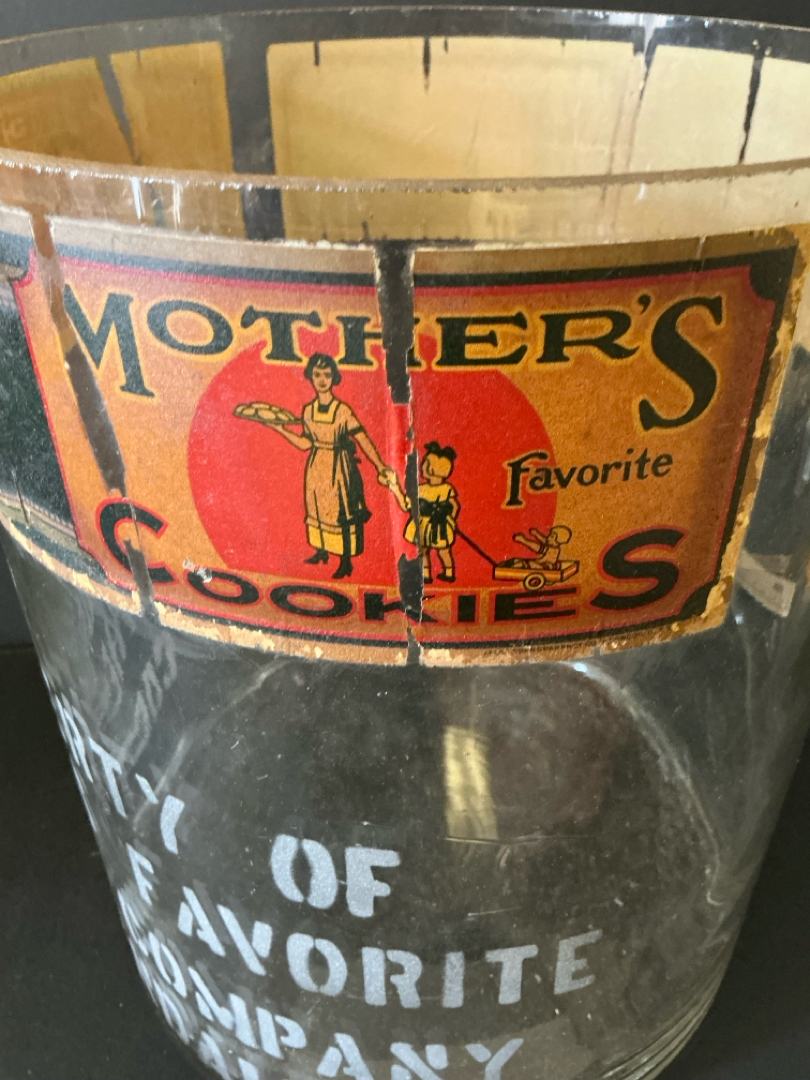 MOTHER'S
Favorite
COOKIES
OF
FAVORITE
COMPANY